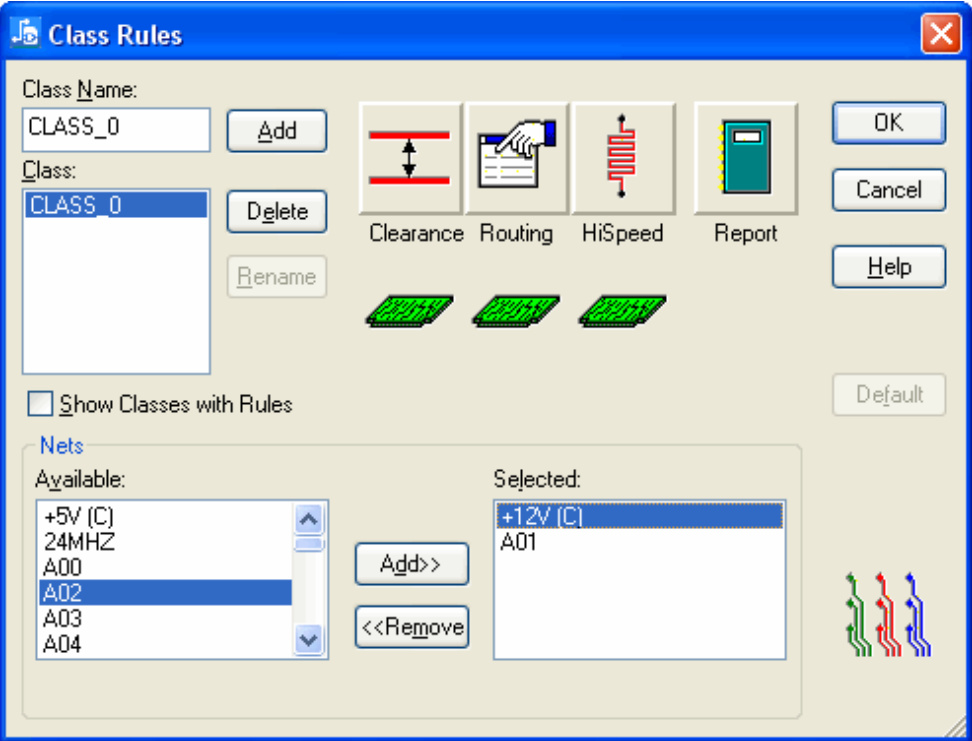 Class Rules
Class Name:
CLASS_0
Add
Class:
CLASS_0
Delete
Rename
Clearance
Routing
HiSpeed
Report
OK
Cancel
Help
Default
Show Classes with Rules
Nets
Available:
+5V (C)
24MHZ
A00
A02
A03
A04
Add>>
<<Remove
Selected:
+12V (C)
A01